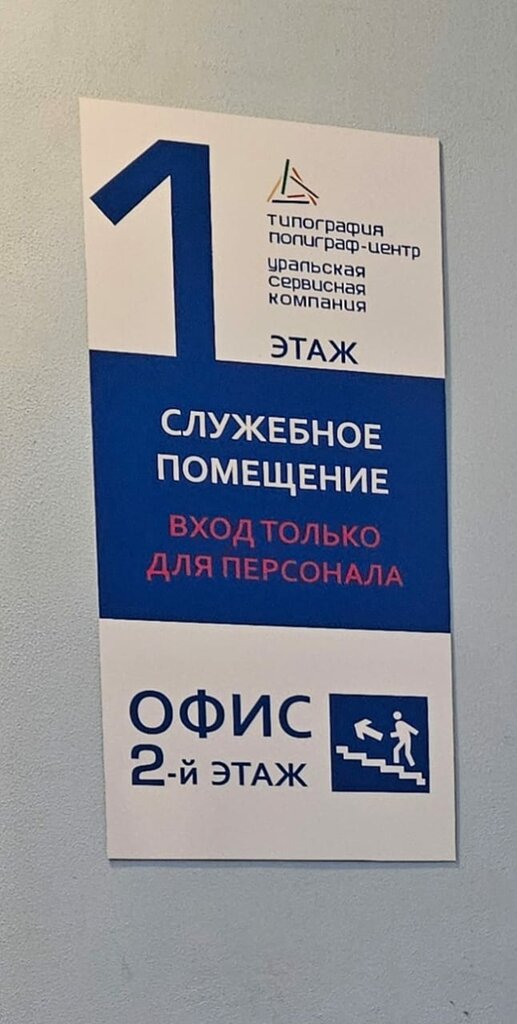 1
типография
полиграф-центр
уральская
сервисная
компания
ЭТАЖ
СЛУЖЕБНОЕ
ПОМЕЩЕНИЕ
ВХОД ТОЛЬКО
ДЛЯ ПЕРСОНАЛА
ОФИС
2-й ЭТАЖ